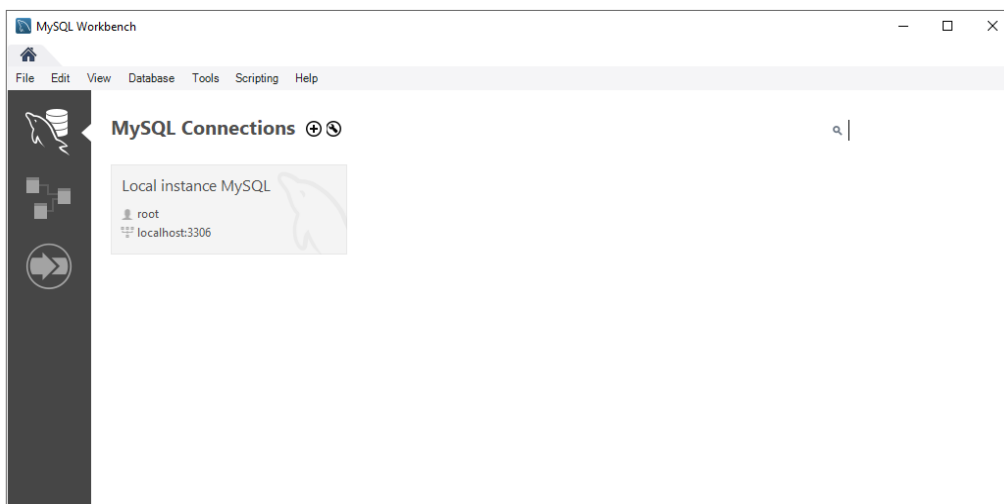 MySQL Workbench
File Edit View Database Tools Scripting Help
MySQL Connections
Local instance MySQL
root
localhost:3306